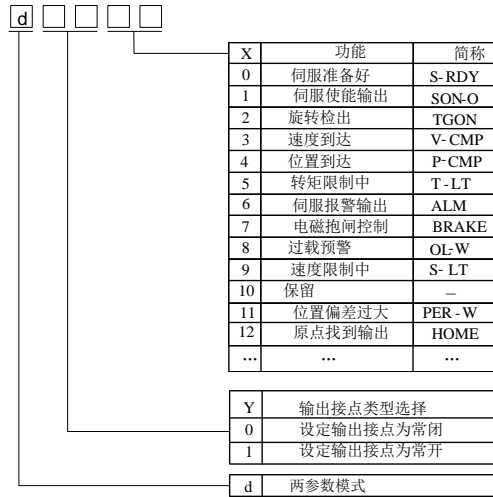 d
X 功能 简称
0 伺服准备好 S-RDY
1 伺服使能输出 SON-O
2 旋转检出 TGON
3 速度到达 V-CMP
4 位置到达 P-CMP
5 转矩限制中 T-LT
6 伺服报警输出 ALM
7 电磁抱闸控制 BRAKE
8 过载预警 OL-W
9 速度限制中 S-LT
10 保留 –
11 位置偏差过大 PER-W
12 原点找到输出 HOME
… … …
Y 输出接点类型选择
0 设定输出接点为常闭
1 设定输出接点为常开
d 两参数模式